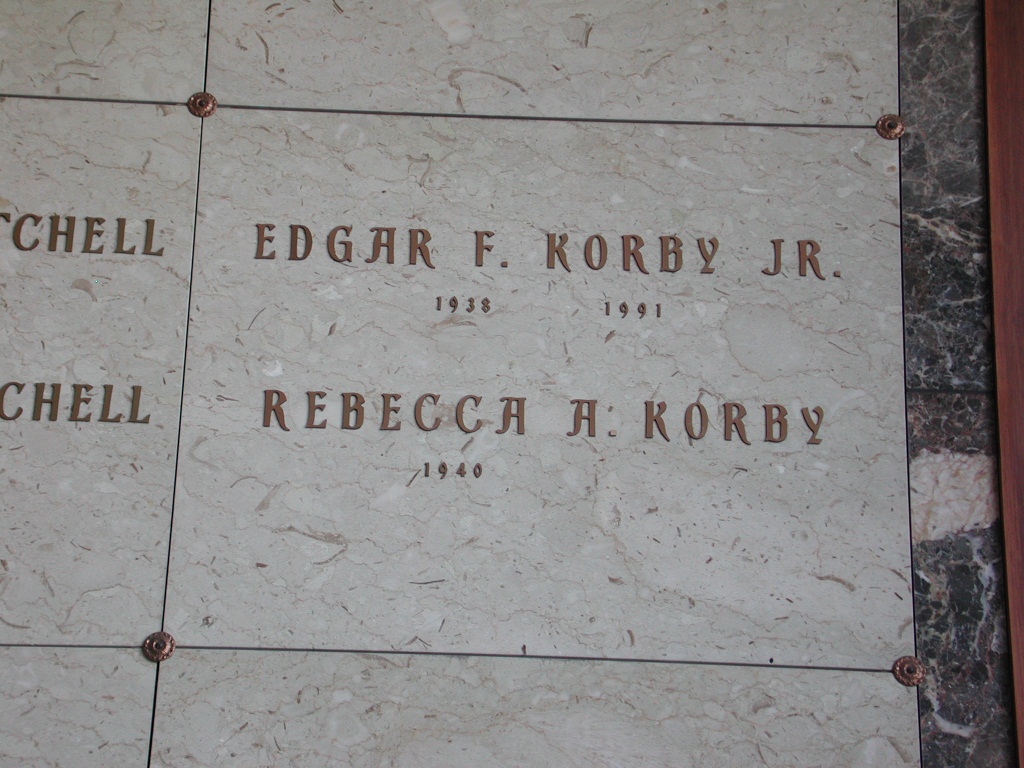 EDGAR F. KORBY JR.
1938 1991
REBECCA A. KORBY
1940
TCHELL
CHELL